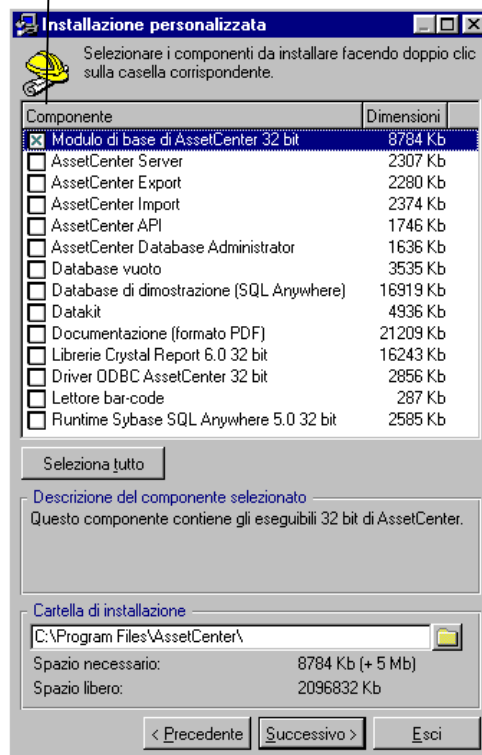 Installazione personalizzata
Selezionare i componenti da installare facendo doppio clic
sulla casella corrispondente.
Componente Dimensioni
Modulo di base di AssetCenter 32 bit 8784 Kb
AssetCenter Server 2307 Kb
AssetCenter Export 2280 Kb
AssetCenter Import 2374 Kb
AssetCenter API 1746 Kb
AssetCenter Database Administrator 1636 Kb
Database vuoto 3535 Kb
Database di dimostrazione (SQL Anywhere) 16919 Kb
Datakit 4936 Kb
Documentazione (formato PDF) 21209 Kb
Librerie Crystal Report 6.0 32 bit 16243 Kb
Driver ODBC AssetCenter 32 bit 2856 Kb
Lettore bar-code 287 Kb
Runtime Sybase SQL Anywhere 5.0 32 bit 2585 Kb
Seleziona tutto
Descrizione del componente selezionato
Questo componente contiene gli eseguibili 32 bit di AssetCenter.
Cartella di installazione
C:\Program Files\AssetCenter\
Spazio necessario: 8784 Kb (+ 5 Mb)
Spazio libero: 2096832 Kb
< Precedente Successivo > Esci